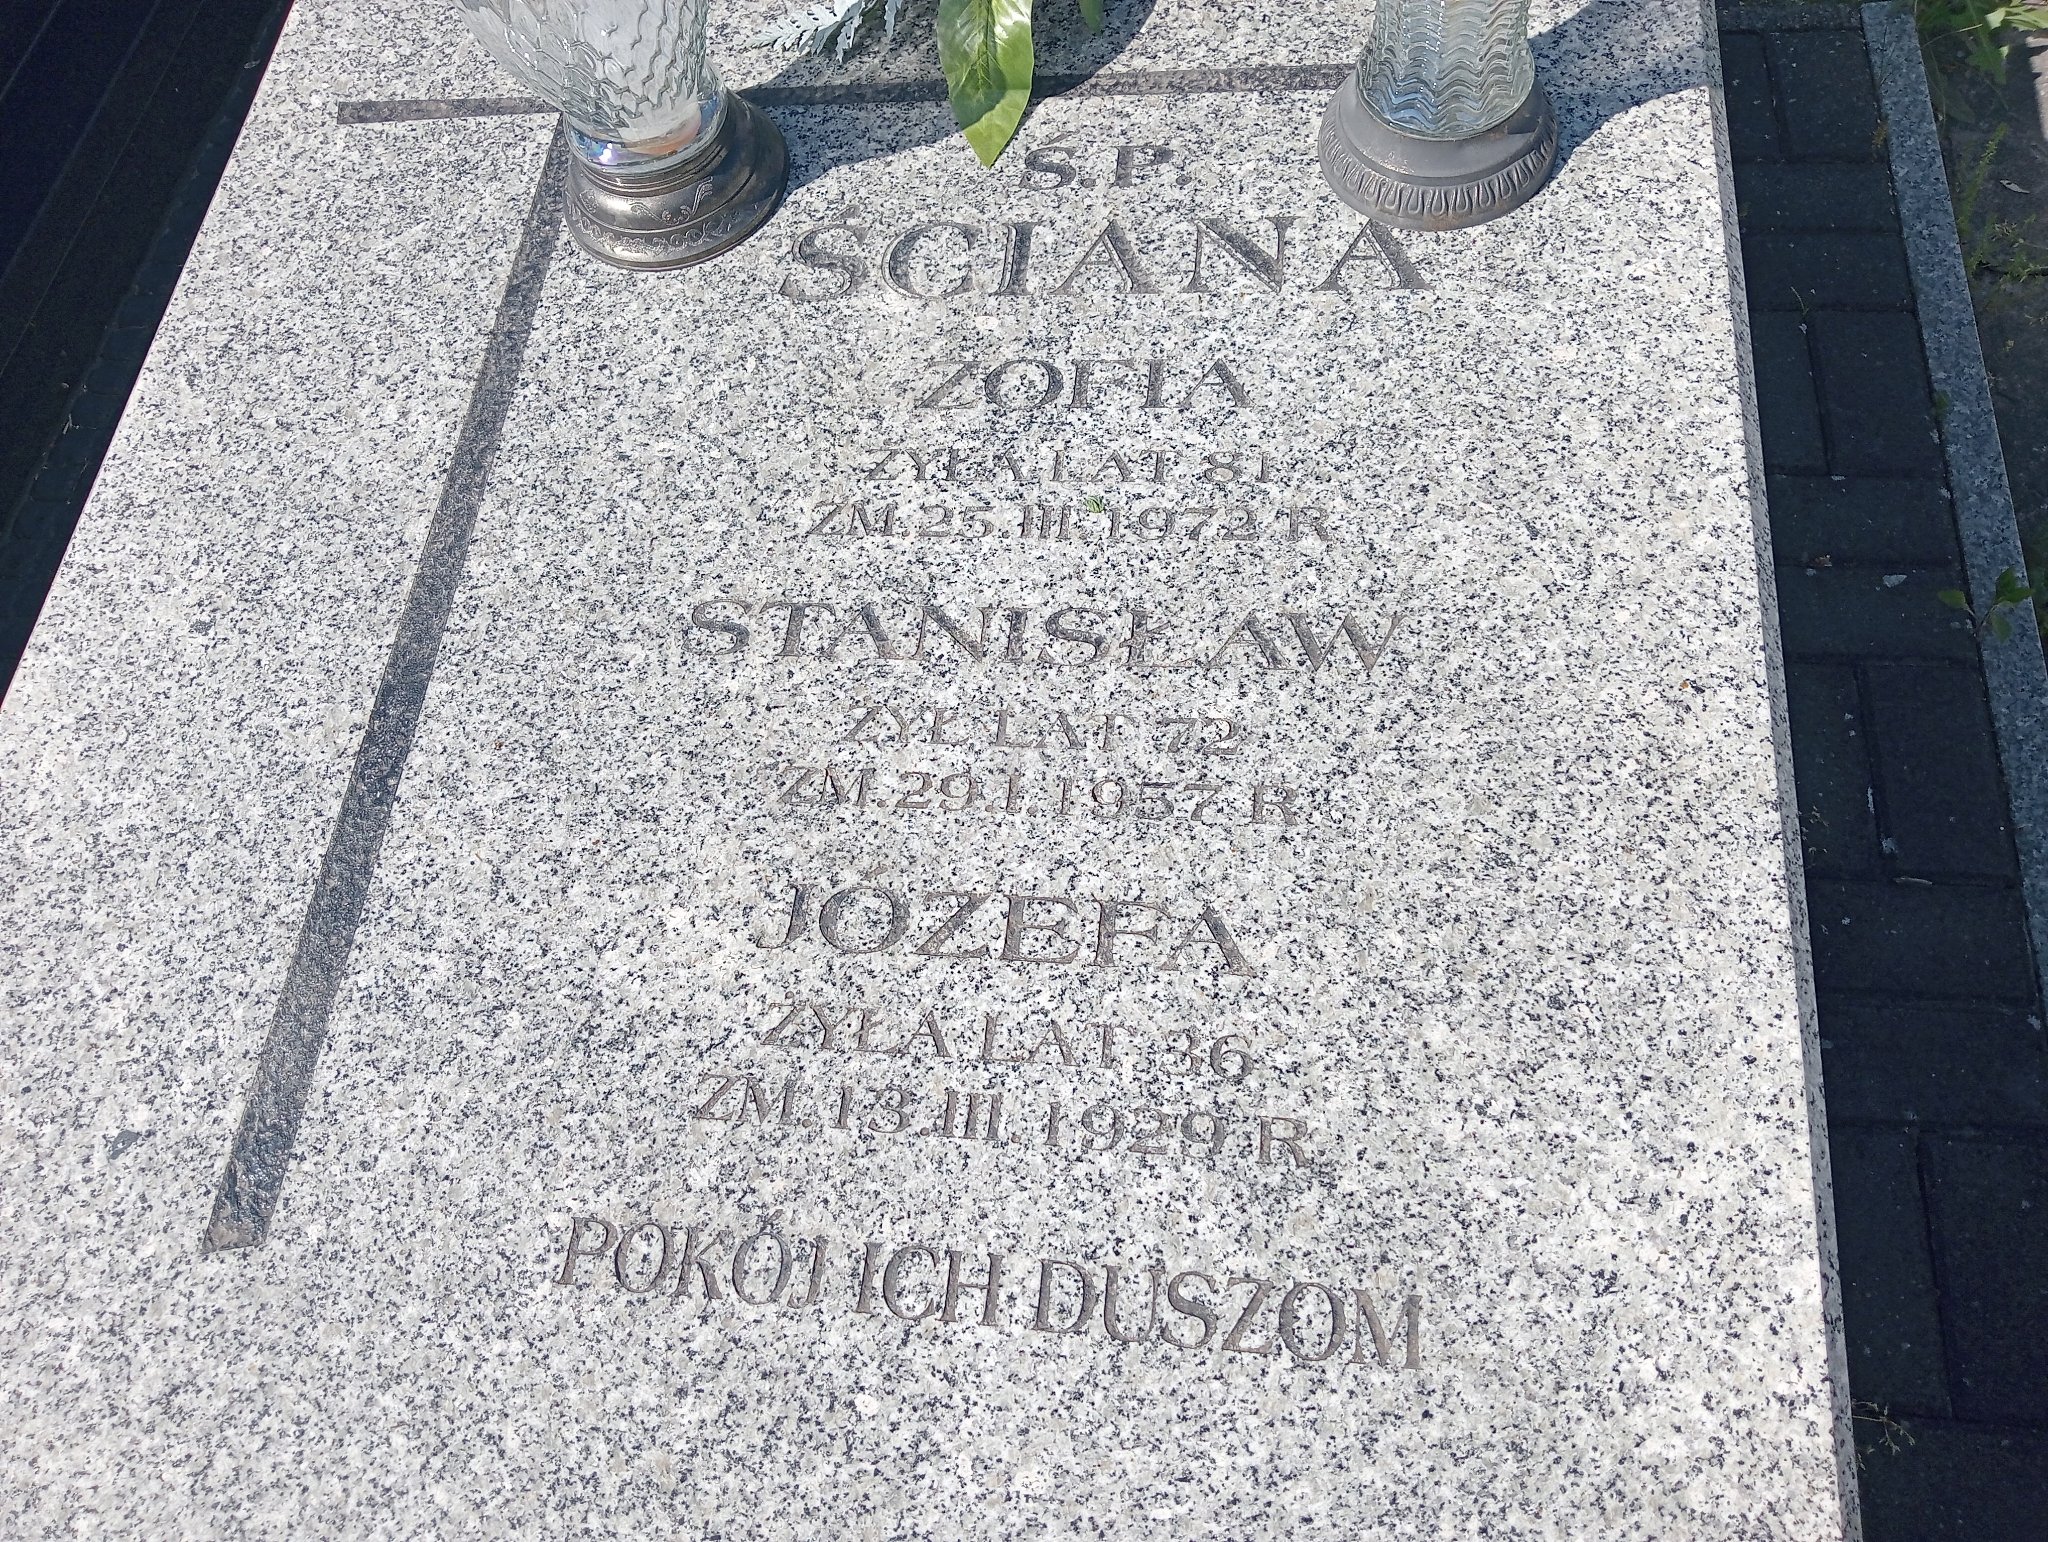 Ś.P.
ŚCIANA
ZOFIA
ŻYŁA LAT 81
ZM. 25.III.1972 R
STANISŁAW
ŻYŁ LAT 72
ZM. 29.I.1957 R
JÓZEFA
ŻYŁA LAT 36
ZM. 13.III.1929 R
POKÓJ ICH DUSZOM